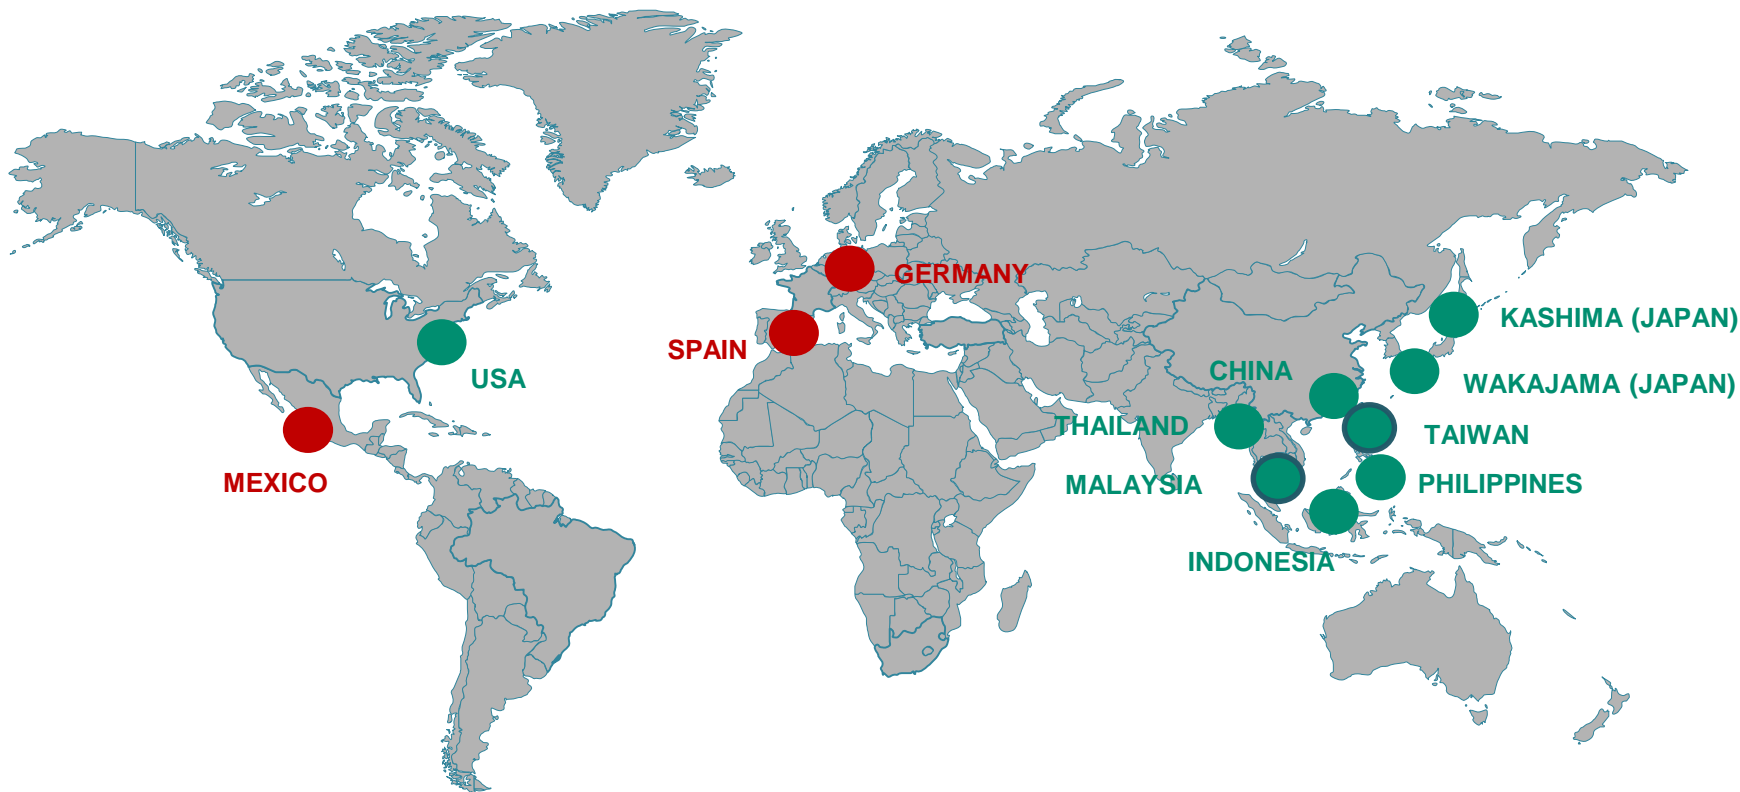 GERMANY
KASHIMA (JAPAN)
SPAIN
USA
CHINA
WAKAJAMA (JAPAN)
THAILAND
TAIWAN
MEXICO
MALAYSIA
PHILIPPINES
INDONESIA